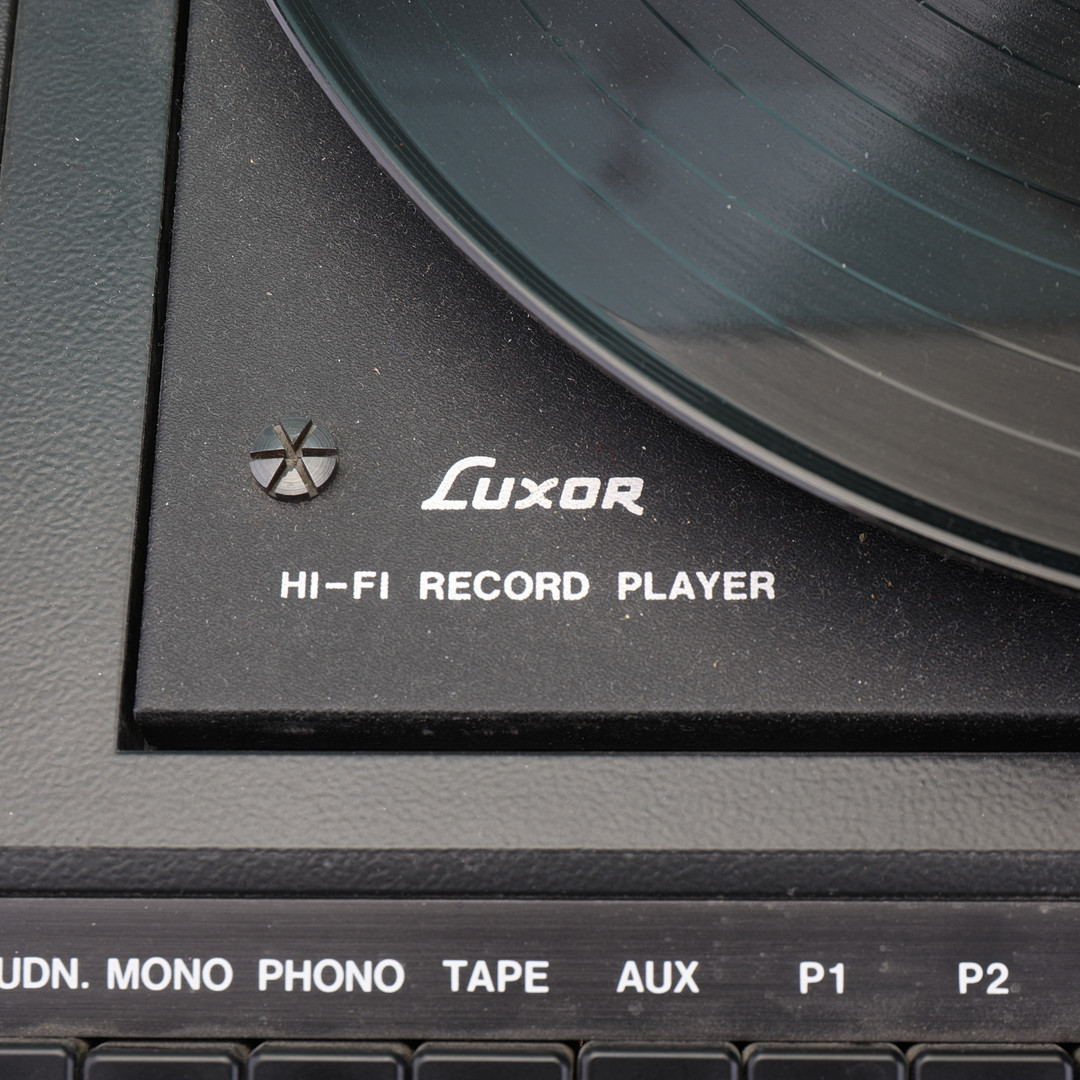 LUXOR
HI-FI RECORD PLAYER
UDN. MONO PHONO TAPE AUX P1 P2